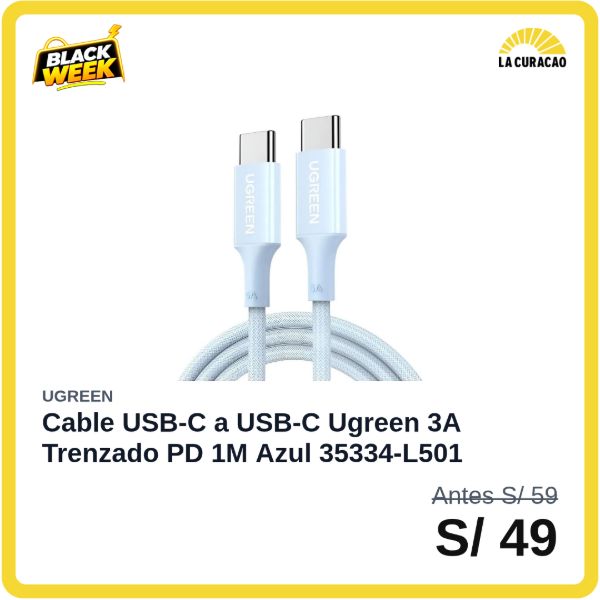 BLACK
WEEK
LA CURACAO
UGREEN
UGREEN
UGREEN
Cable USB-C a USB-C Ugreen 3A
Trenzado PD 1M Azul 35334-L501
Antes S/ 59
S/ 49